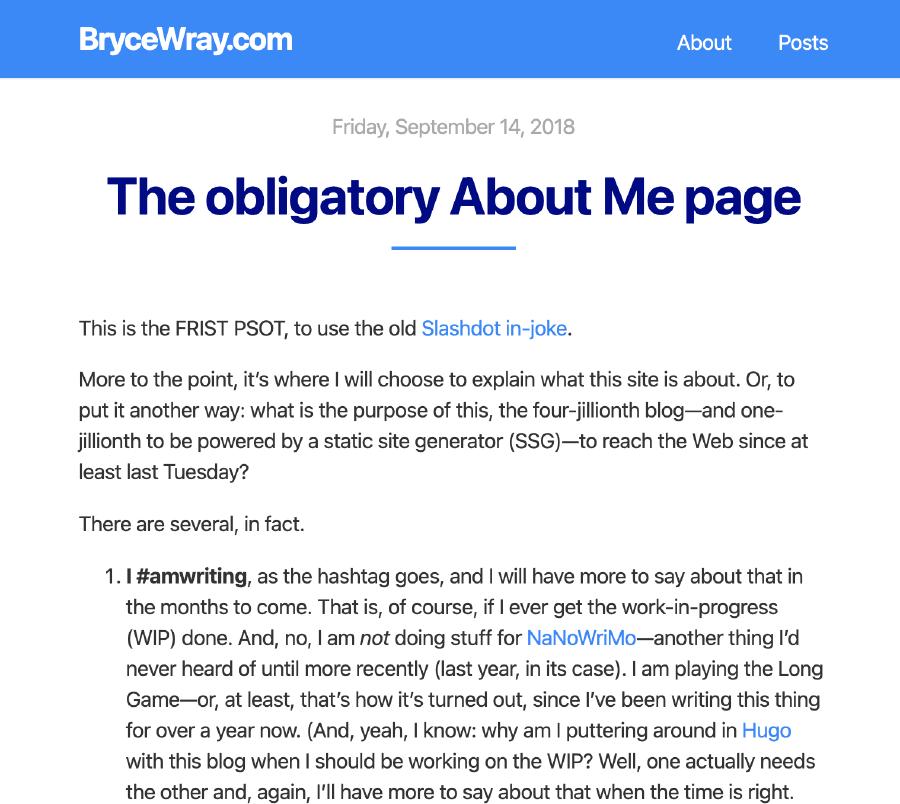 BryceWray.com
About Posts
Friday, September 14, 2018
The obligatory About Me page
This is the FRIST PSOT, to use the old Slashdot in-joke.
More to the point, it’s where I will choose to explain what this site is about. Or, to
put it another way: what is the purpose of this, the four-jillionth blog—and one-
jillionth to be powered by a static site generator (SSG)—to reach the Web since at
least last Tuesday?
There are several, in fact.
1. I #amwriting, as the hashtag goes, and I will have more to say about that in
the months to come. That is, of course, if I ever get the work-in-progress
(WIP) done. And, no, I am not doing stuff for NaNoWriMo—another thing I’d
never heard of until more recently (last year, in its case). I am playing the Long
Game—or, at least, that’s how it’s turned out, since I’ve been writing this thing
for over a year now. (And, yeah, I know: why am I puttering around in Hugo
with this blog when I should be working on the WIP? Well, one actually needs
the other and, again, I’ll have more to say about that when the time is right.